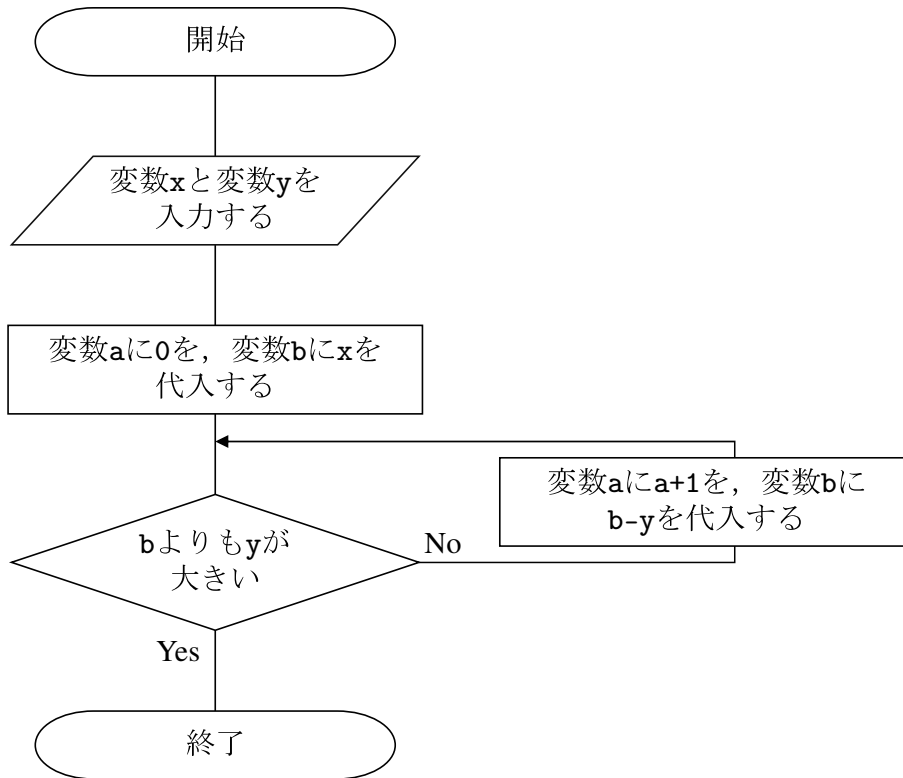 開始
変数xと変数yを
入力する
変数aに0を，変数bにxを
代入する
変数aにa+1を，変数bに
b-yを代入する
bよりもyが
大きい
No
Yes
終了